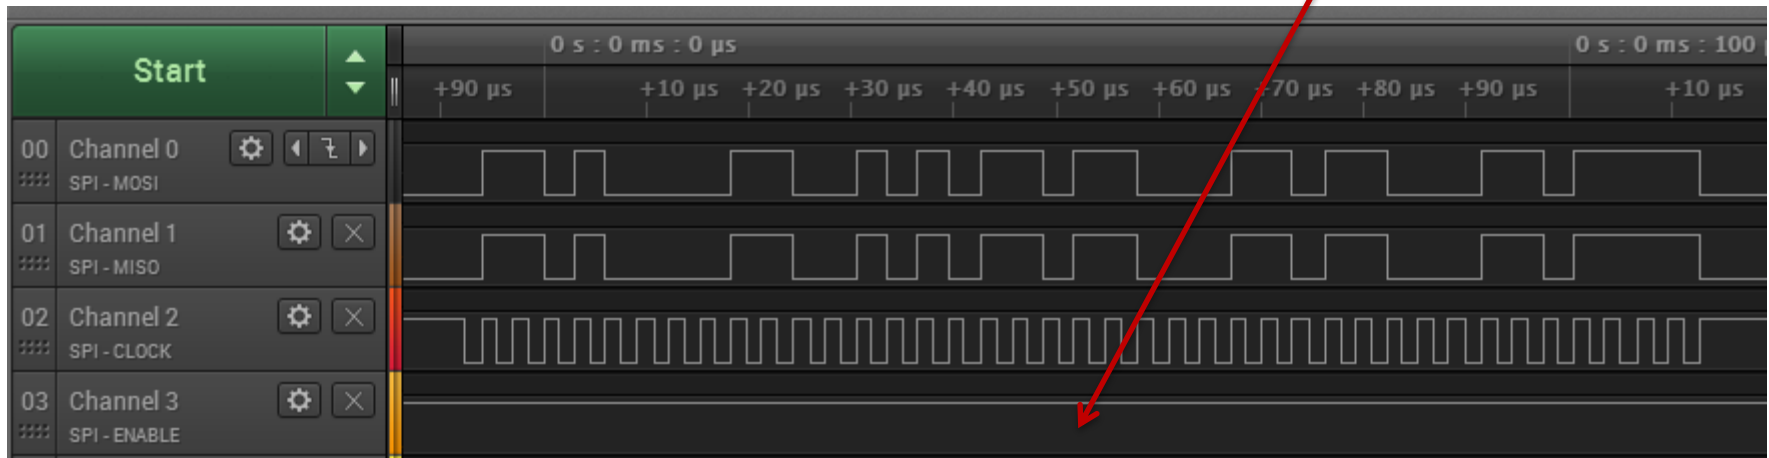 Start
0 s : 0 ms : 0 µs
0 s : 0 ms : 100
+90 µs
+10 µs
+20 µs
+30 µs
+40 µs
+50 µs
+60 µs
+70 µs
+80 µs
+90 µs
+10 µs
00
Channel 0
SPI - MOSI
01
Channel 1
SPI - MISO
02
Channel 2
SPI - CLOCK
03
Channel 3
SPI - ENABLE